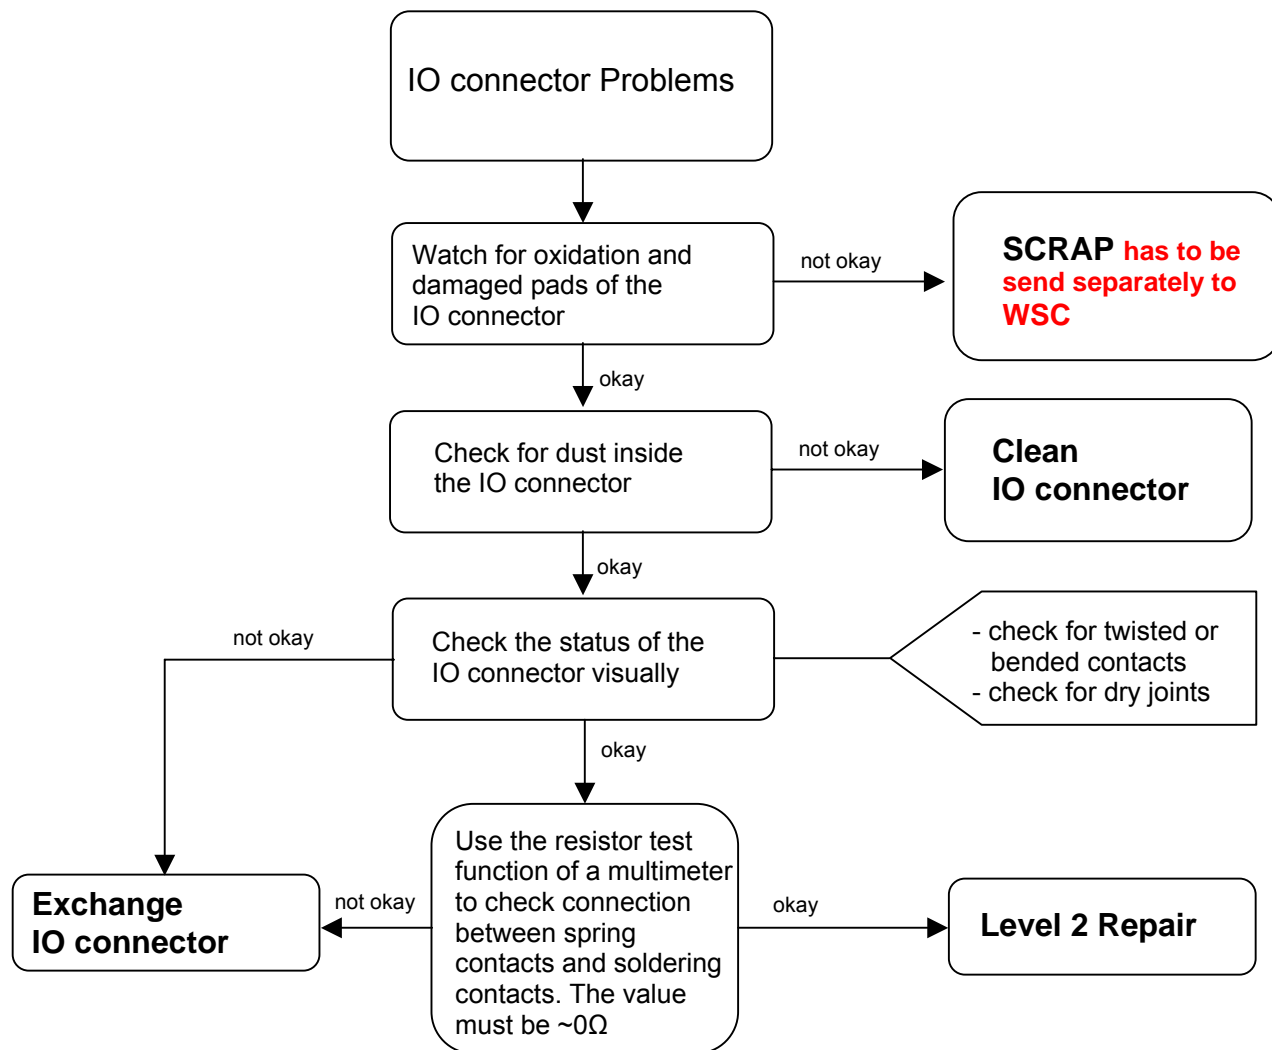 IO connector Problems
Watch for oxidation and
damaged pads of the
IO connector
not okay
SCRAP has to be
send separately to
WSC
okay
Check for dust inside
the IO connector
not okay
Clean
IO connector
okay
not okay
Check the status of the
IO connector visually
- check for twisted or
bended contacts
- check for dry joints
okay
Use the resistor test
function of a multimeter
to check connection
between spring
contacts and soldering
contacts. The value
must be ~0Ω
not okay
Exchange
IO connector
okay
Level 2 Repair